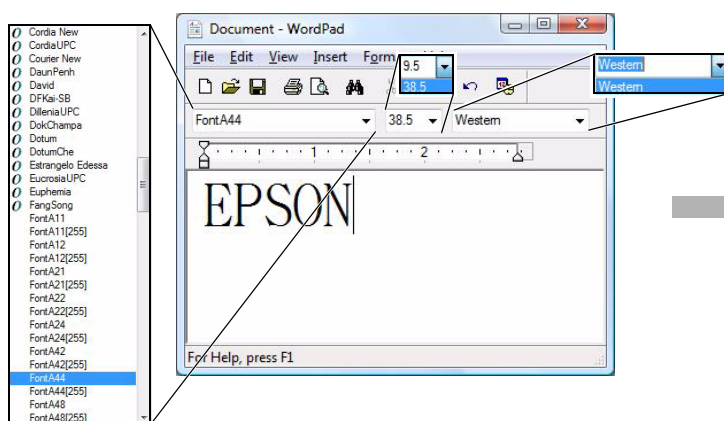 Cordia New
CordiaUPC
Courier New
DaunPenh
David
DFKai-SB
DilleniaUPC
DokChampa
Dotum
DotumChe
Estrangelo Edessa
EucrosiaUPC
Euphemia
FangSong
FontA11
FontA11[255]
FontA12
FontA12[255]
FontA21
FontA21[255]
FontA22
FontA22[255]
FontA24
FontA24[255]
FontA42
FontA42[255]
FontA44
FontA44[255]
FontA48
FontA48[255]
Document - WordPad
File Edit View Insert
9.5
38.5
Western
Western
FontA44 38.5 Western
1 2
EPSON
For Help, press F1